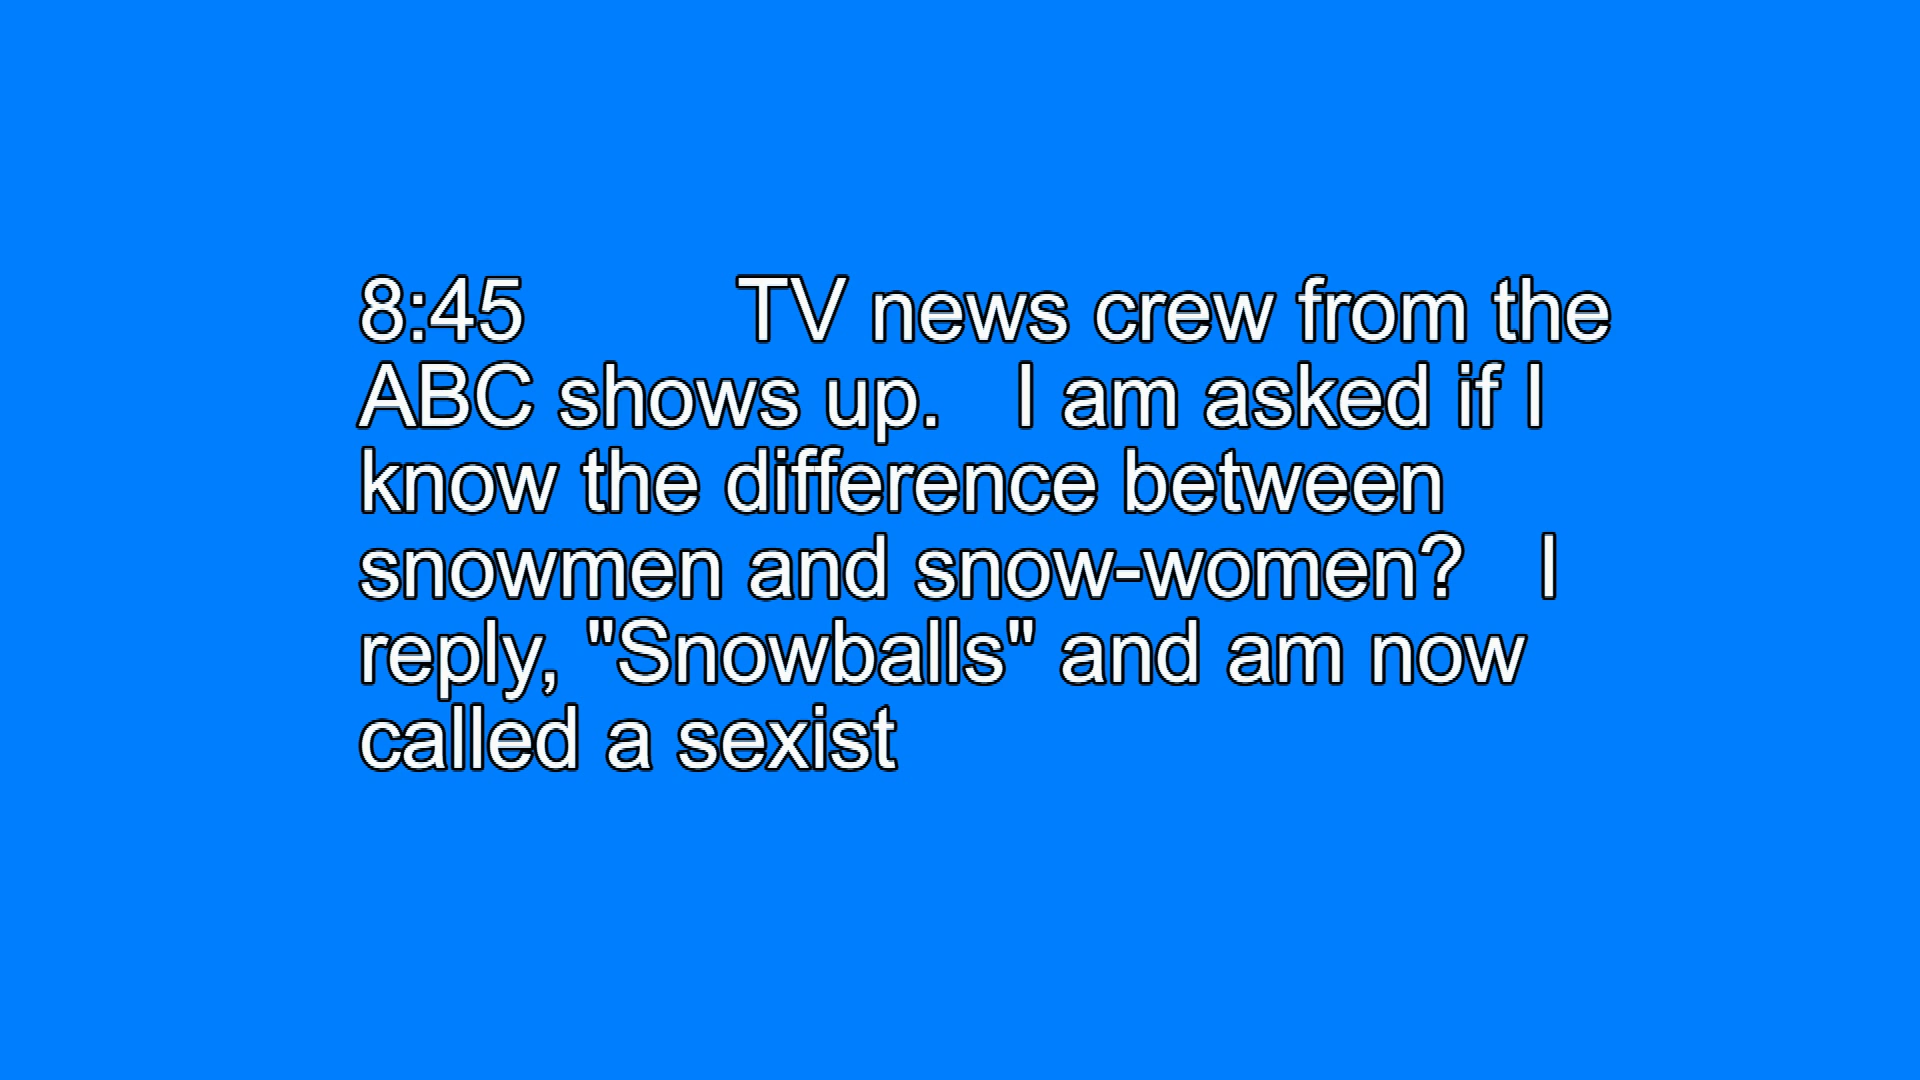 8:45 TV news crew from the
ABC shows up. I am asked if I
know the difference between
snowmen and snow-women? I
reply, "Snowballs" and am now
called a sexist